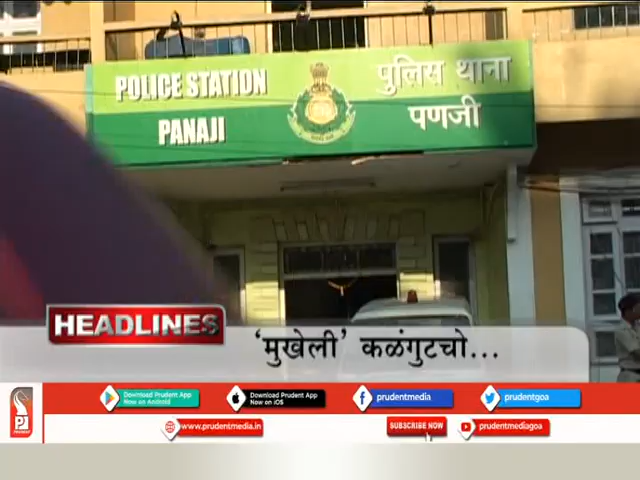 POLICE STATION पुलिस थाना
PANAJI पणजी
HEADLINES
‘मुखेली’ कळंगुटचो...
Download Prudent App Now on Android
Download Prudent App Now on iOS
prudentmedia
prudentgoa
www.prudentmedia.in
SUBSCRIBE NOW
prudentmediagoa